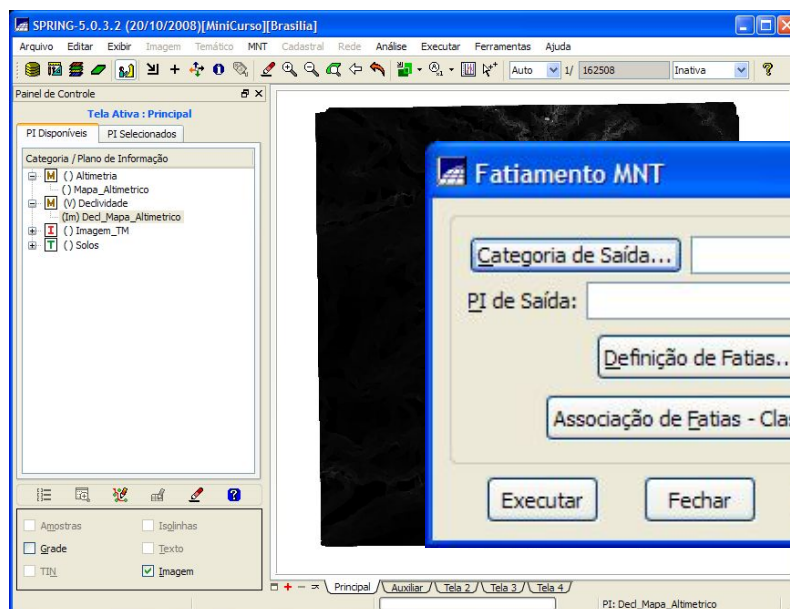 SPRING-5.0.3.2 (20/10/2008)[MiniCurso][Brasilia]
Arquivo Editar Exibir Imagem Temático MNT Cadastral Rede Análise Executar Ferramentas Ajuda
Auto 1/ 162508 Inativa
Painel de Controle
Tela Ativa : Principal
PI Disponíveis PI Selecionados
Categoria / Plano de Informação
M () Altimetria
() Mapa_Altimetrico
M (V) Declividade
(Im) Decl_Mapa_Altimetrico
I () Imagem_TM
T () Solos
Amostras Isolinhas
Grade Texto
TIN Imagem
Fatiamento MNT
Categoria de Saída...
PI de Saída:
Definição de Fatias..
Associação de Fatias - Clas
Executar Fechar
Principal Auxiliar Tela 2 Tela 3 Tela 4
PI: Decl_Mapa_Altimetrico